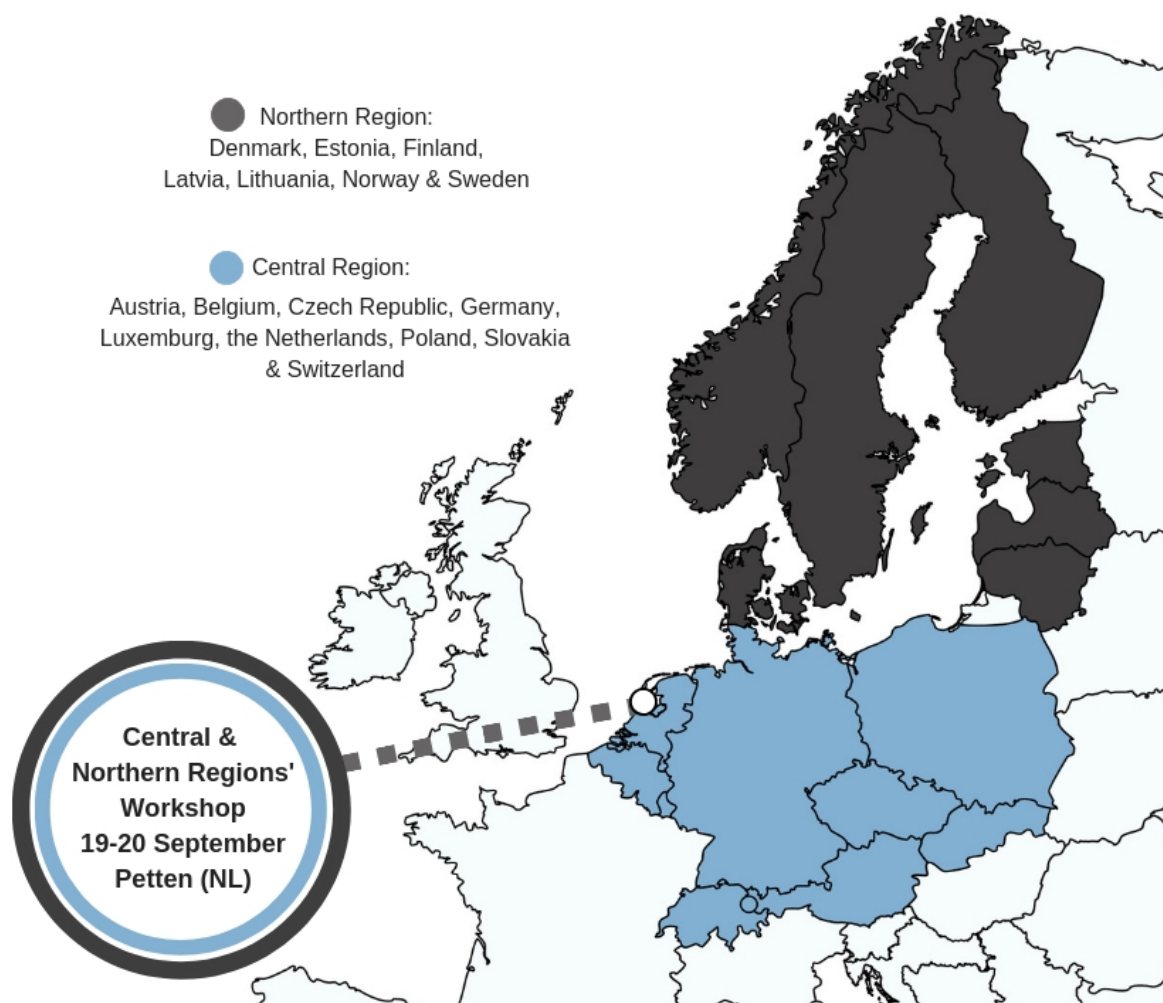 Northern Region:
Denmark, Estonia, Finland,
Latvia, Lithuania, Norway & Sweden
Central Region:
Austria, Belgium, Czech Republic, Germany,
Luxemburg, the Netherlands, Poland, Slovakia
& Switzerland
Central &
Northern Regions'
Workshop
19-20 September
Petten (NL)